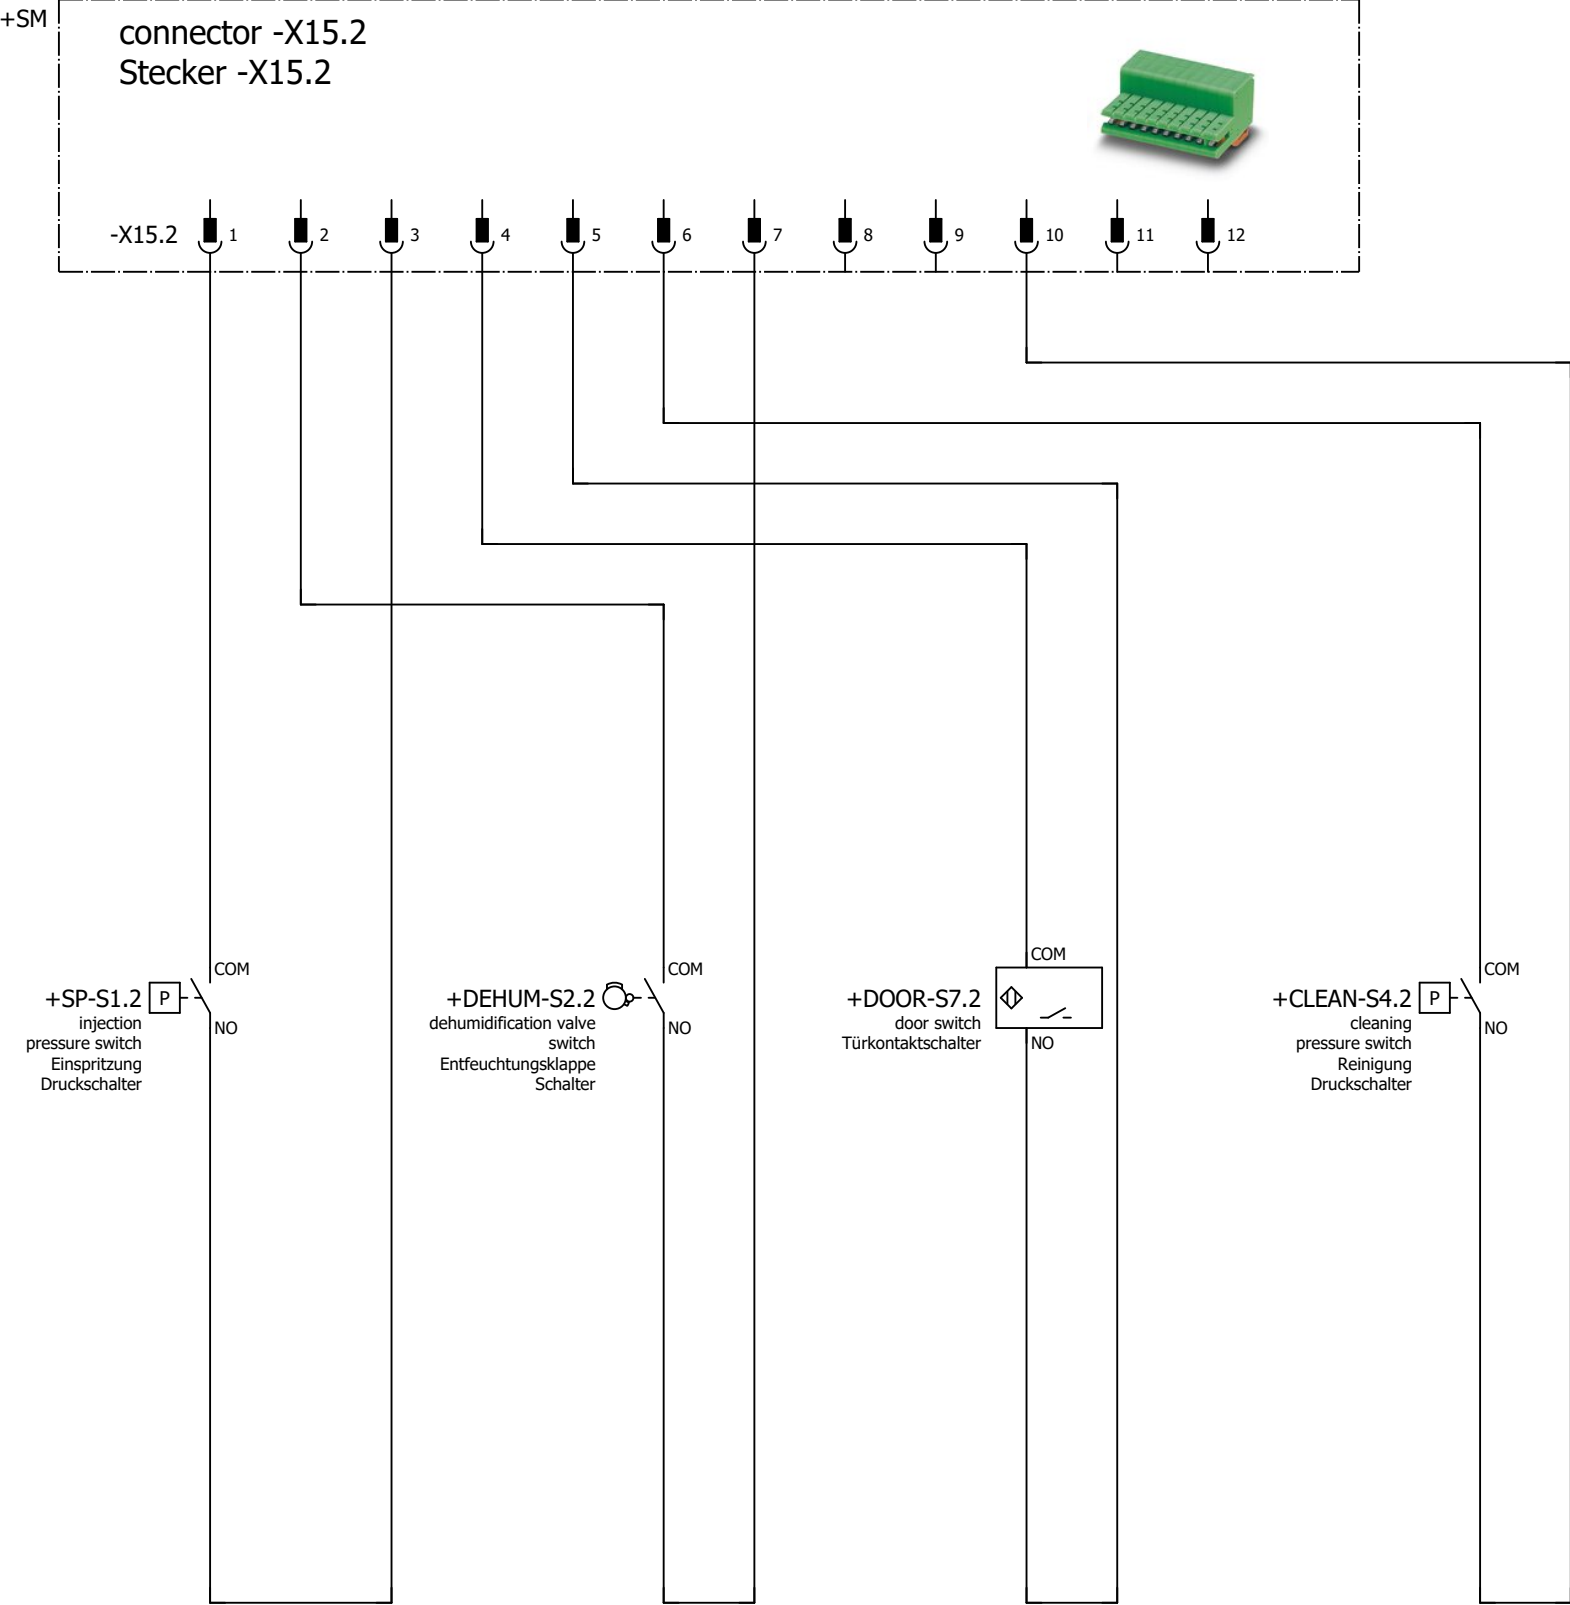 +SM
connector -X15.2
Stecker -X15.2
-X15.2 1 2 3 4 5 6 7 8 9 10 11 12
COM
+SP-S1.2 P
injection
pressure switch
Einspritzung
Druckschalter
NO
COM
+DEHUM-S2.2
dehumidification valve
switch
Entfeuchtungsklappe
Schalter
NO
COM
+DOOR-S7.2
door switch
Türkontaktschalter
NO
COM
+CLEAN-S4.2 P
cleaning
pressure switch
Reinigung
Druckschalter
NO